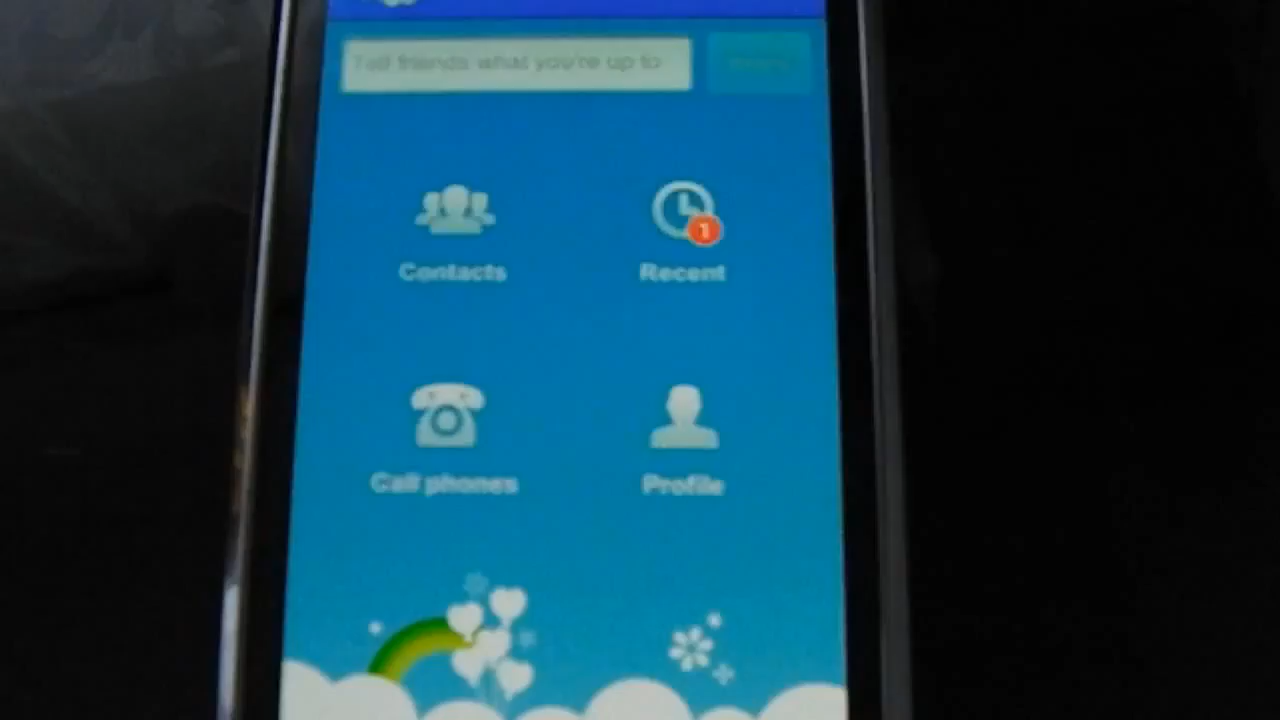 Tell friends what you're up to
Contacts
Recent
1
Call phones
Profile